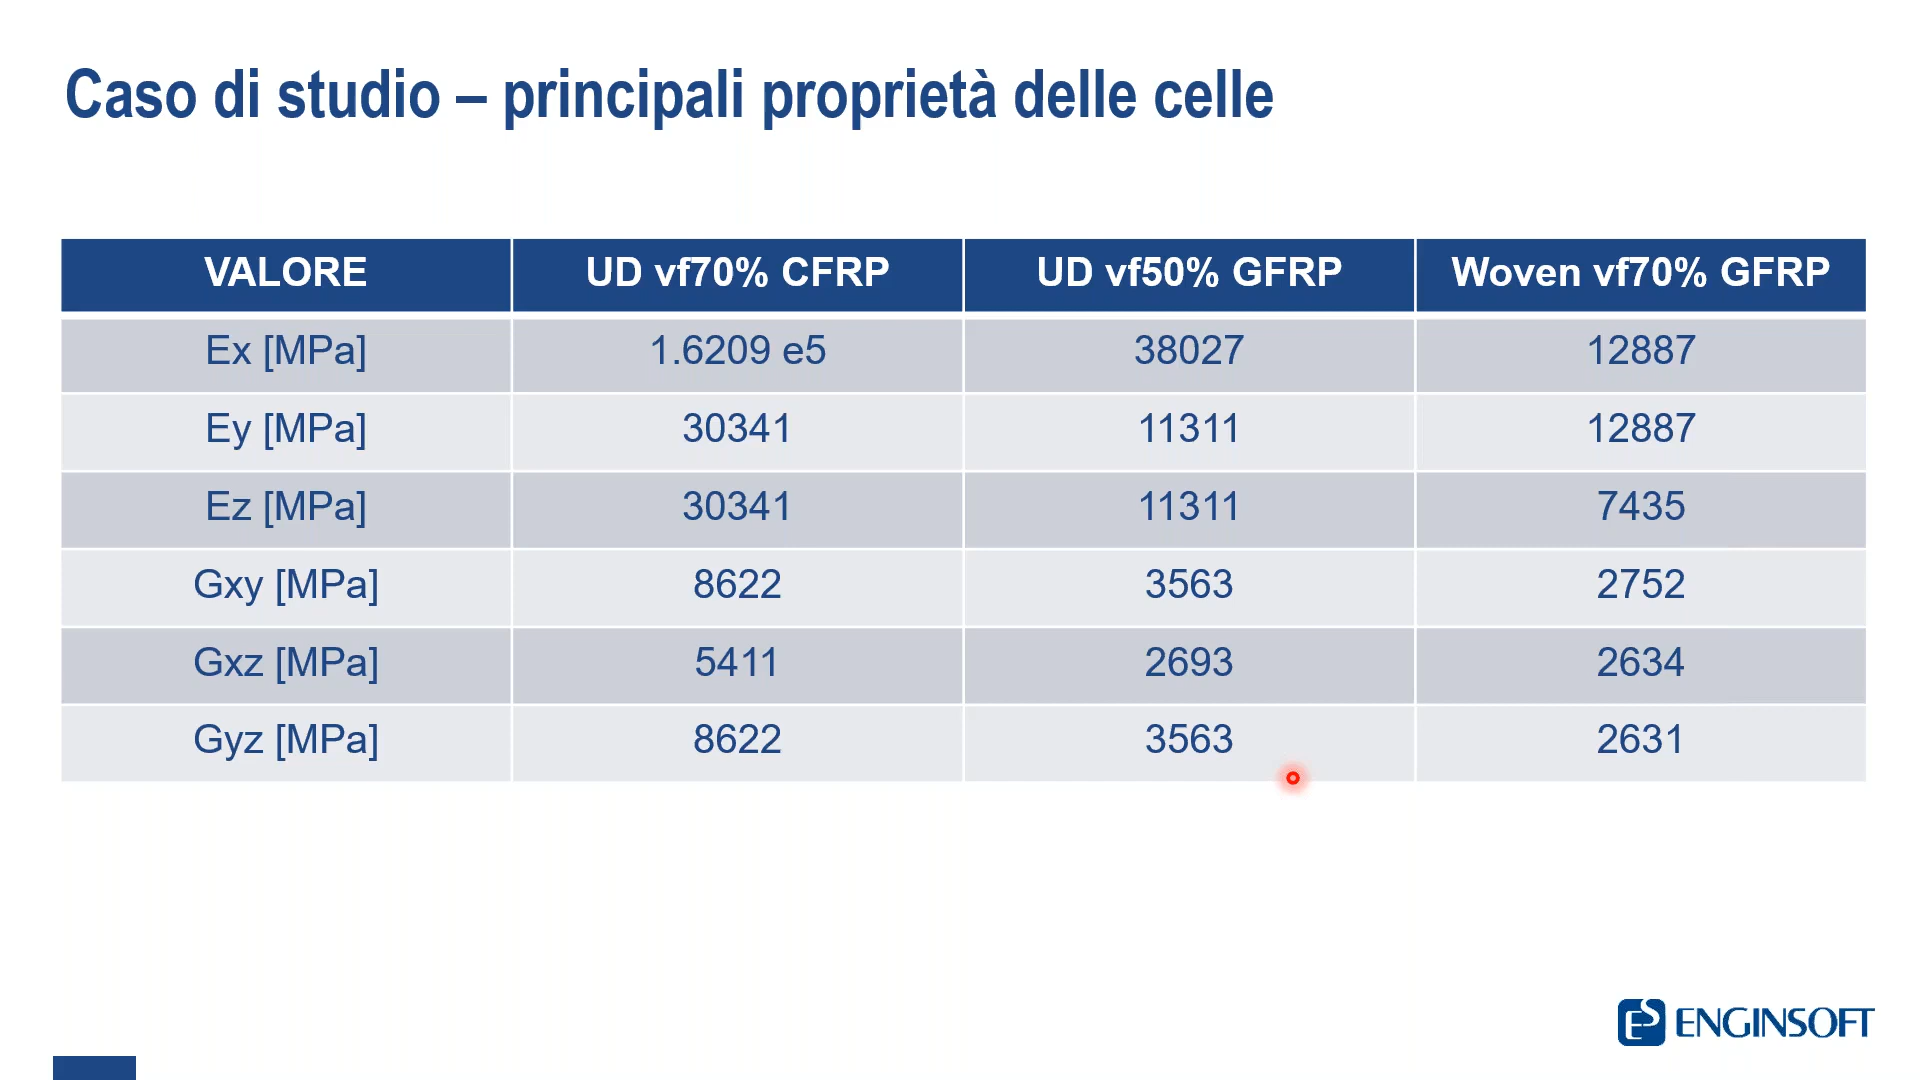 Caso di studio – principali proprietà delle celle
VALORE UD vf70% CFRP UD vf50% GFRP Woven vf70% GFRP
Ex [MPa] 1.6209 e5 38027 12887
Ey [MPa] 30341 11311 12887
Ez [MPa] 30341 11311 7435
Gxy [MPa] 8622 3563 2752
Gxz [MPa] 5411 2693 2634
Gyz [MPa] 8622 3563 2631
ES ENGINSOFT